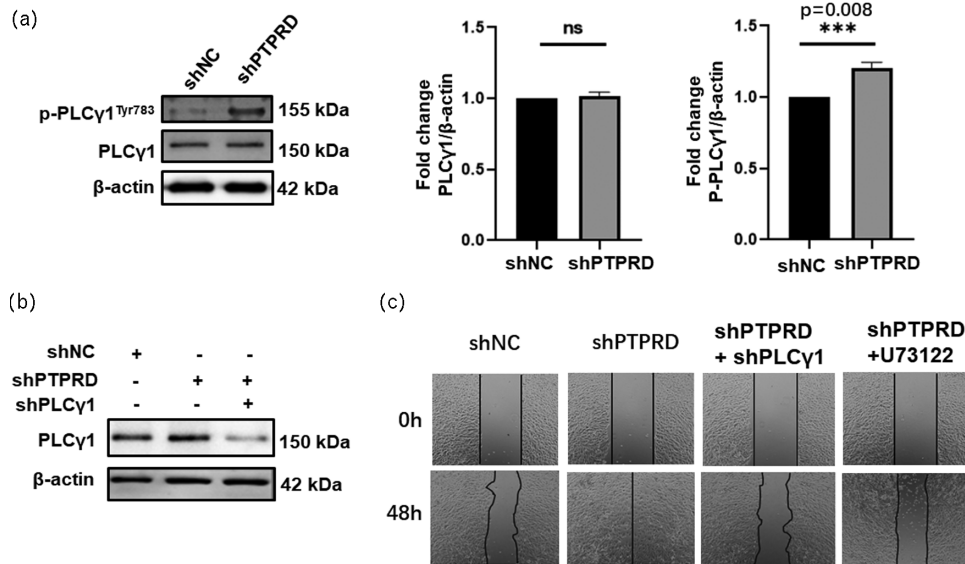 (a)
shNC
shPTPRD
p-PLCγ1Tyr783
155 kDa
PLCγ1
150 kDa
β-actin
42 kDa
Fold change
PLCγ1/β-actin
1.5
1.0
0.5
0.0
ns
shNC
shPTPRD
Fold change
P-PLCγ1/β-actin
1.5
1.0
0.5
0.0
p=0.008
***
shNC
shPTPRD
(b)
shNC + - -
shPTPRD - + +
shPLCγ1 - - +
PLCγ1
150 kDa
β-actin
42 kDa
(c)
shNC
shPTPRD
shPTPRD
+ shPLCγ1
shPTPRD
+U73122
0h
48h